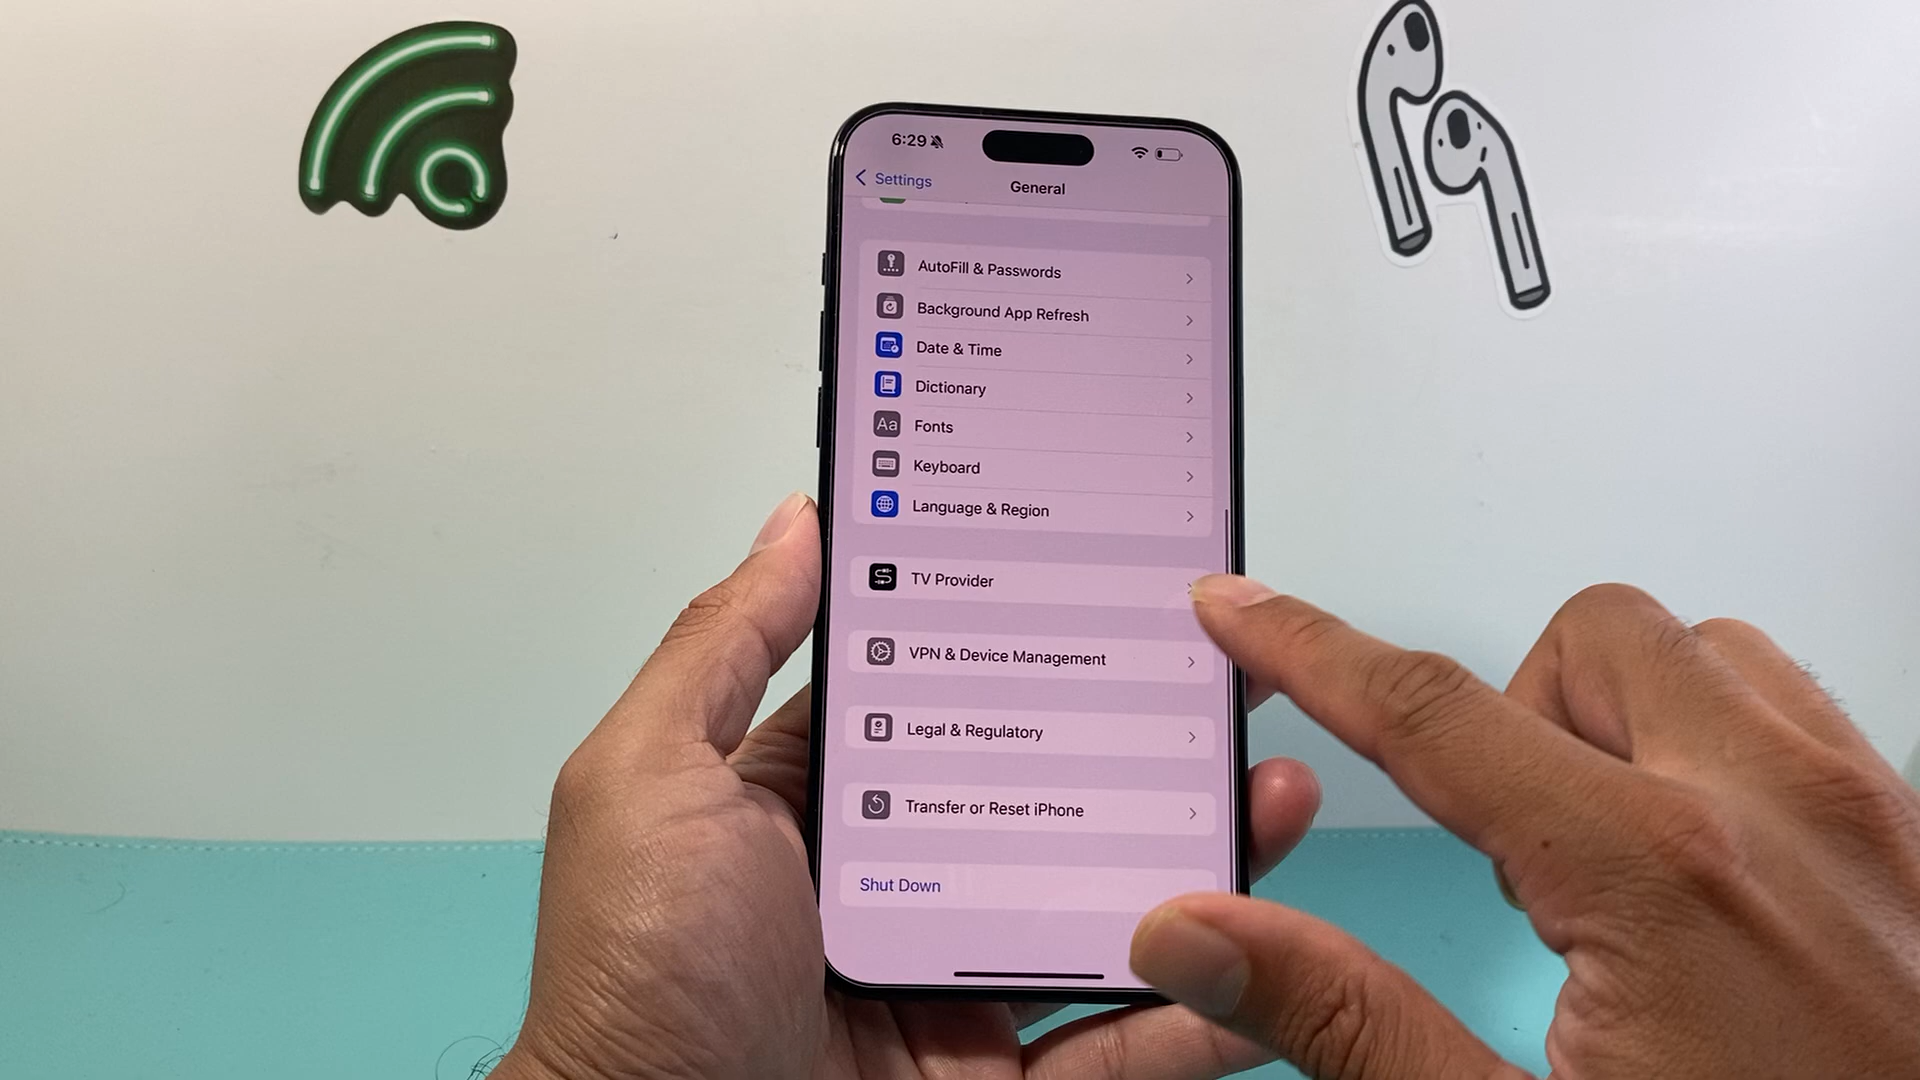 6:29
Settings
General
AutoFill & Passwords
Background App Refresh
Date & Time
Dictionary
Aa Fonts
Keyboard
Language & Region
TV Provider
VPN & Device Management
Legal & Regulatory
Transfer or Reset iPhone
Shut Down